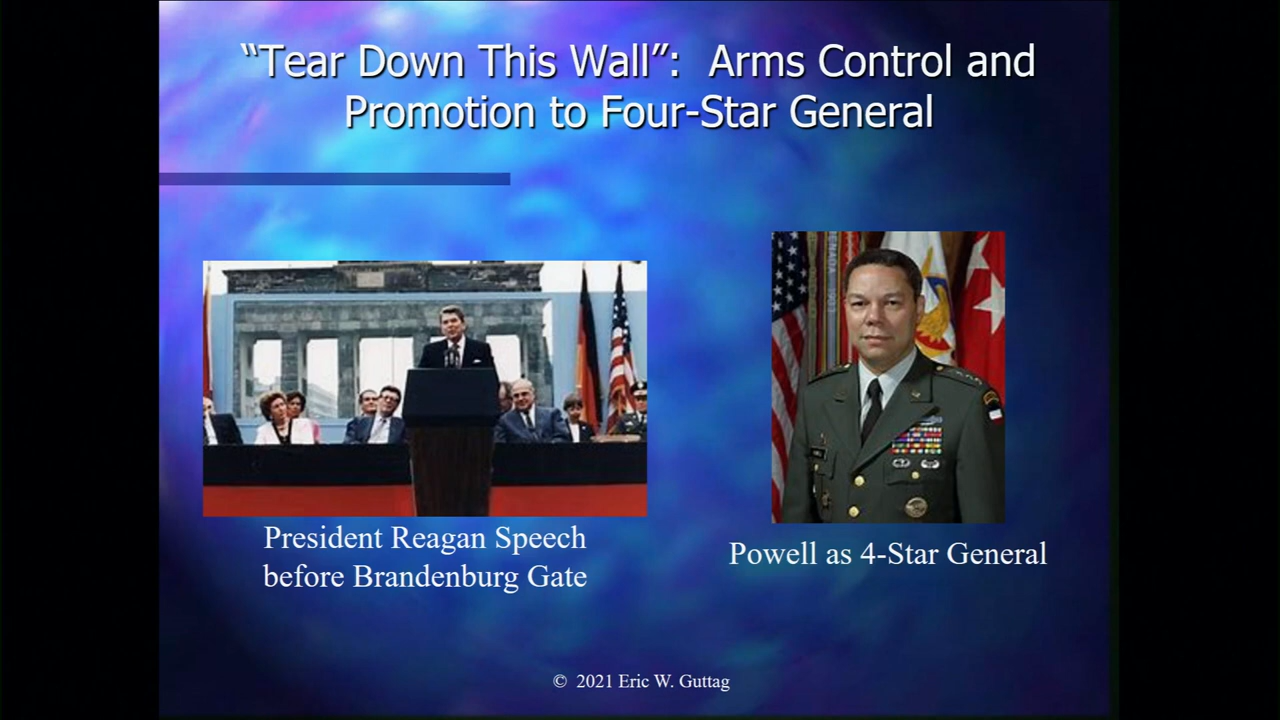 “Tear Down This Wall”:  Arms Control and
Promotion to Four-Star General
President Reagan Speech
before Brandenburg Gate
Powell as 4-Star General
©  2021 Eric W. Guttag